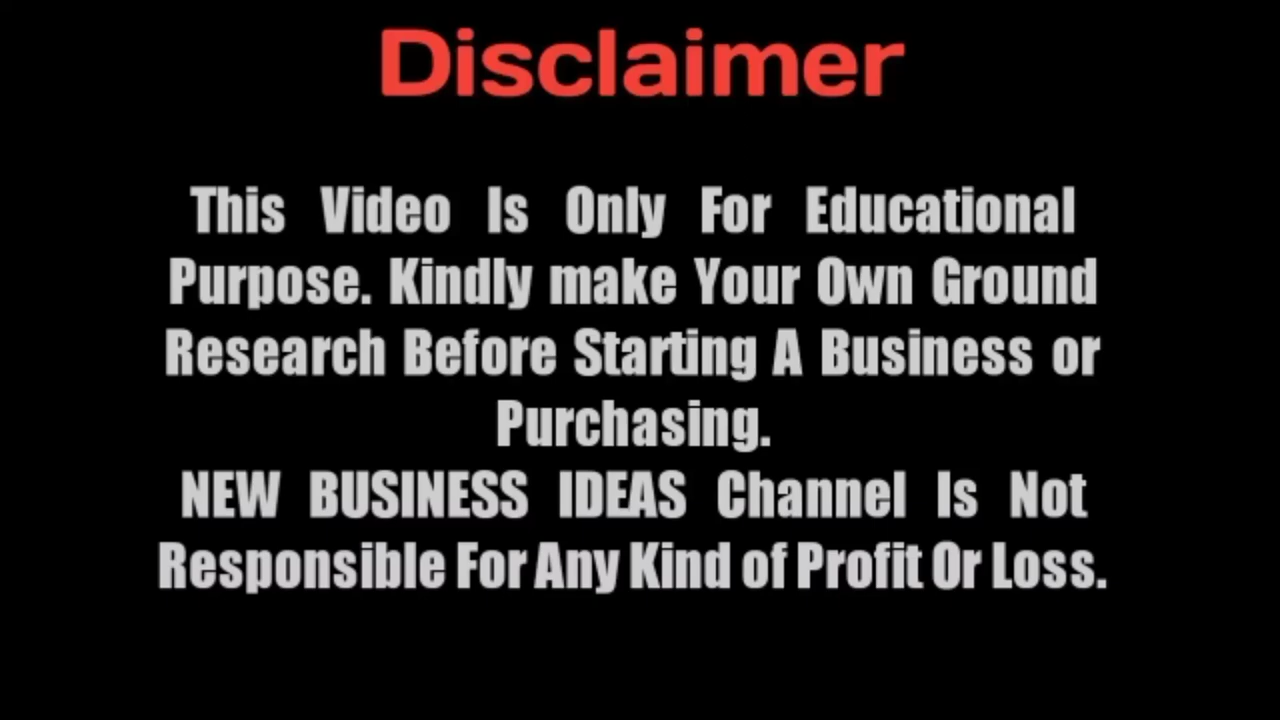 Disclaimer
This Video Is Only For Educational
Purpose. Kindly make Your Own Ground
Research Before Starting A Business or
Purchasing.
NEW BUSINESS IDEAS Channel Is Not
Responsible For Any Kind of Profit Or Loss.